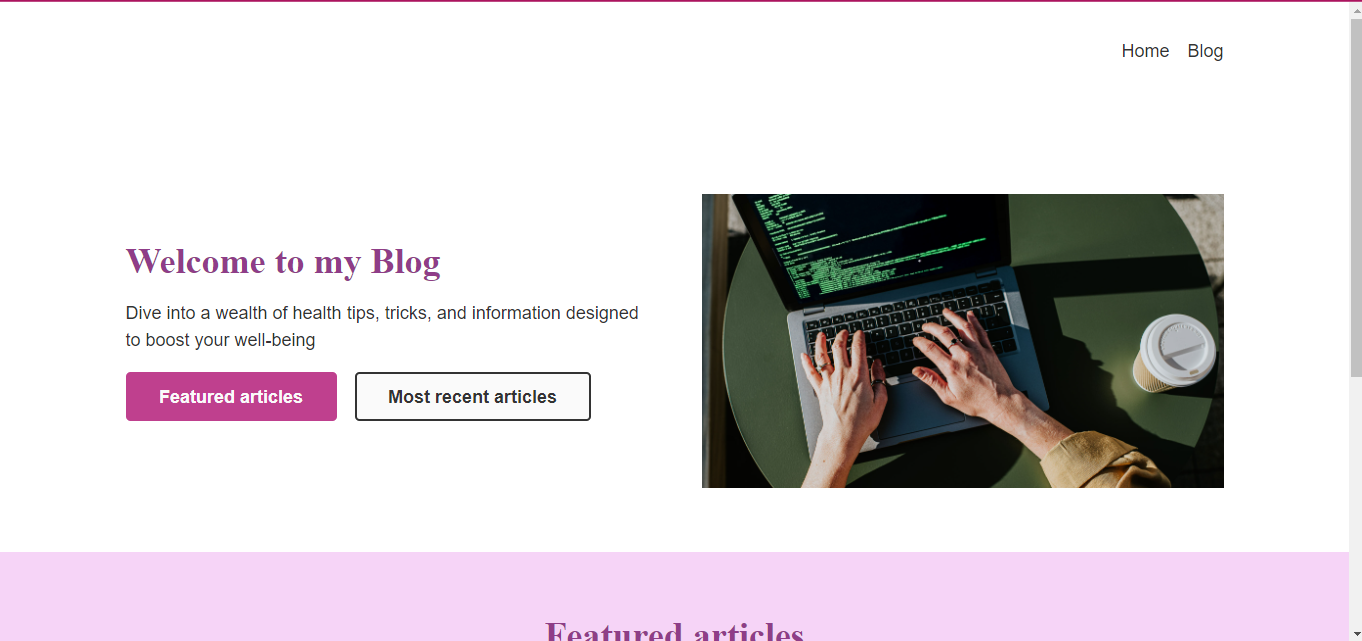 Home Blog
Welcome to my Blog
Dive into a wealth of health tips, tricks, and information designed
to boost your well-being
Featured articles Most recent articles
Featured articles